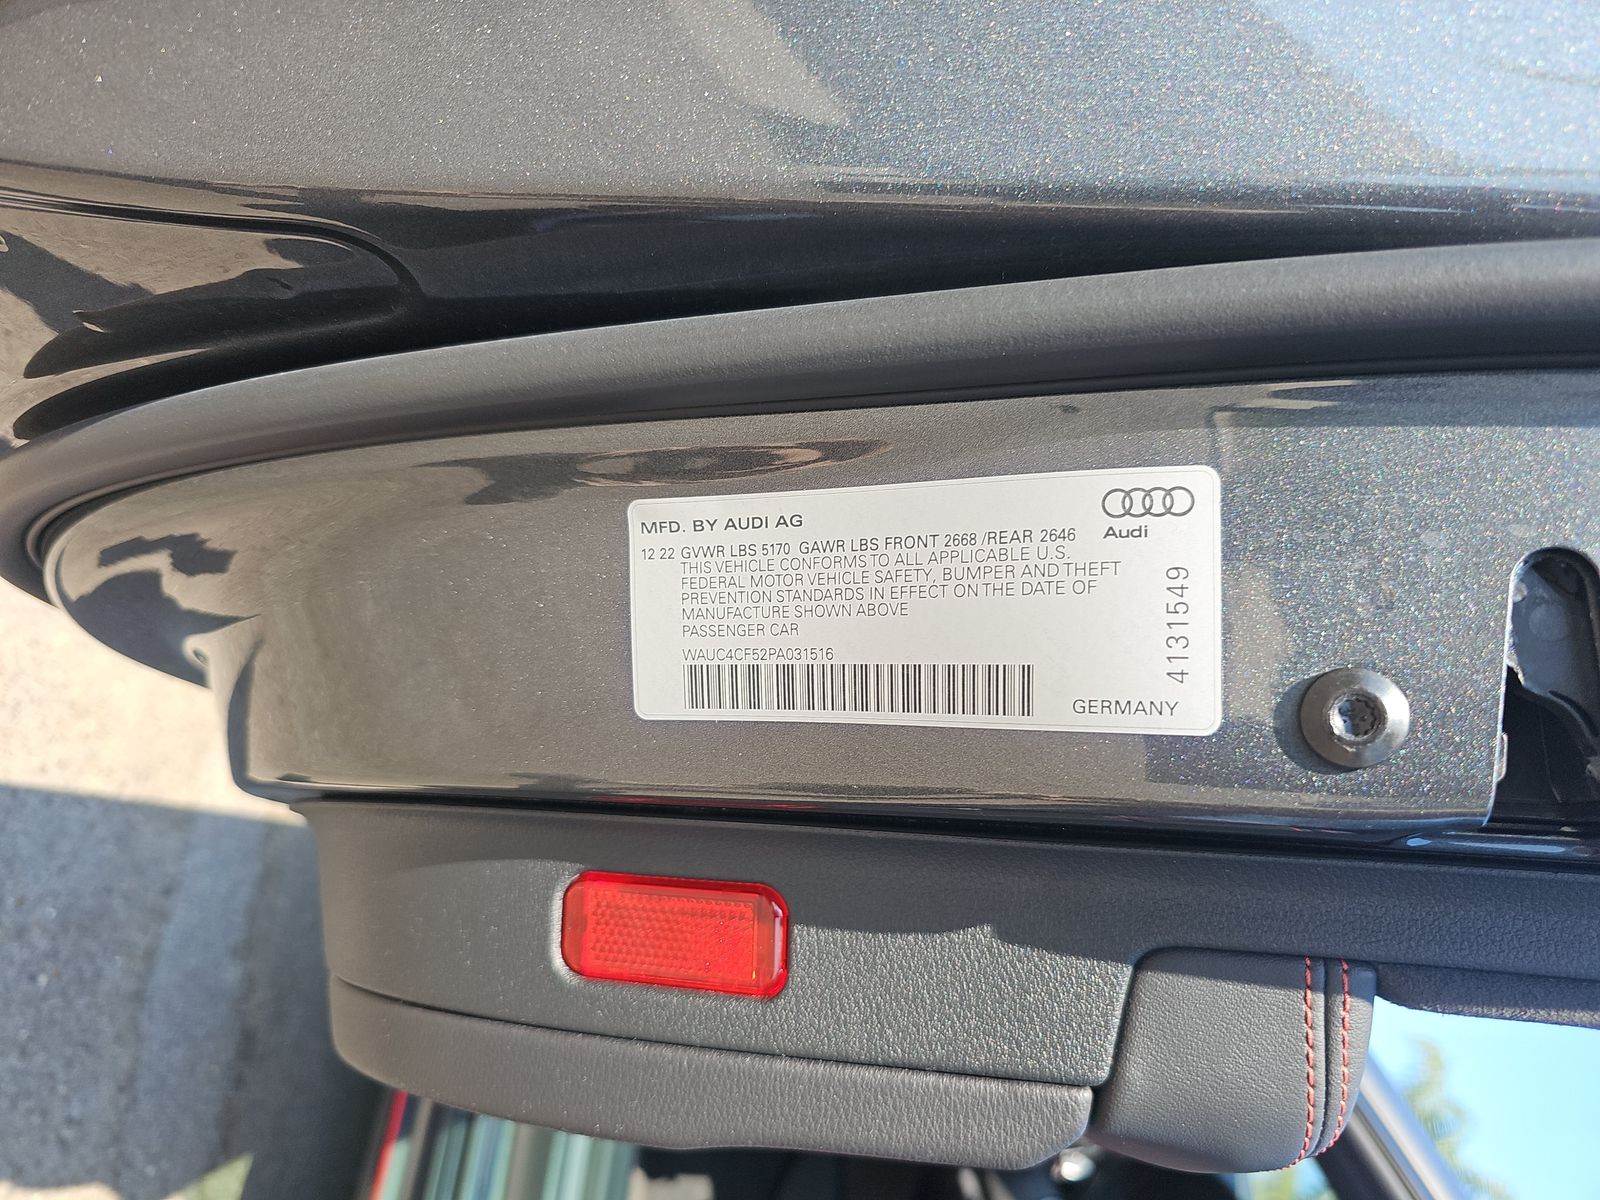 MFD. BY AUDI AG
Audi
12 22 GVWR LBS 5170 GAWR LBS FRONT 2668 /REAR 2646
THIS VEHICLE CONFORMS TO ALL APPLICABLE U.S.
FEDERAL MOTOR VEHICLE SAFETY, BUMPER AND THEFT
PREVENTION STANDARDS IN EFFECT ON THE DATE OF
MANUFACTURE SHOWN ABOVE
PASSENGER CAR
WAUC4CF52PA031516
GERMANY
4131549